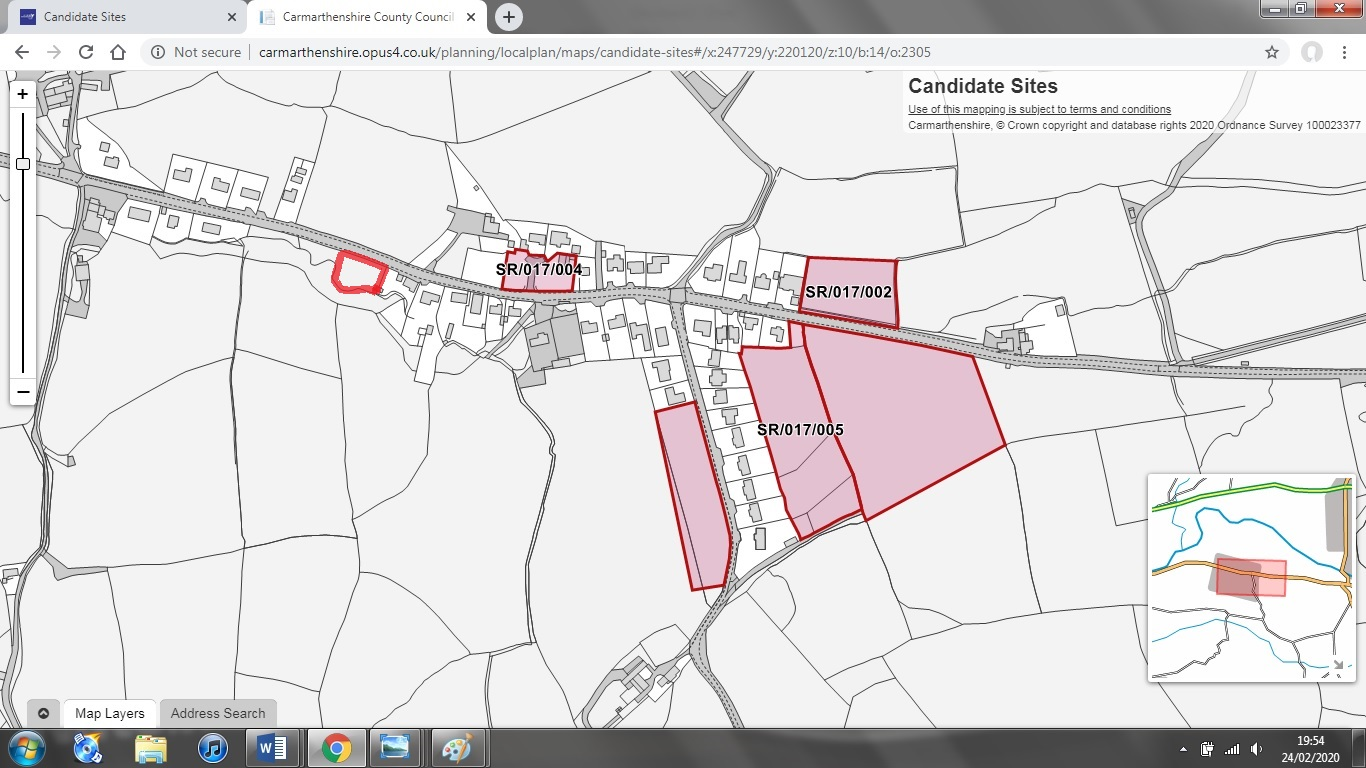 Candidate Sites
Carmarthenshire County Council
Not secure
carmarthenshire.opus4.co.uk/planning/localplan/maps/candidate-sites#/x:247729/y:220120/z:10/b:14/o:2305
Candidate Sites
Use of this mapping is subject to terms and conditions
Carmarthenshire, © Crown copyright and database rights 2020 Ordnance Survey 100023377
SR/017/004
SR/017/002
SR/017/005
Map Layers
Address Search
19:54
24/02/2020